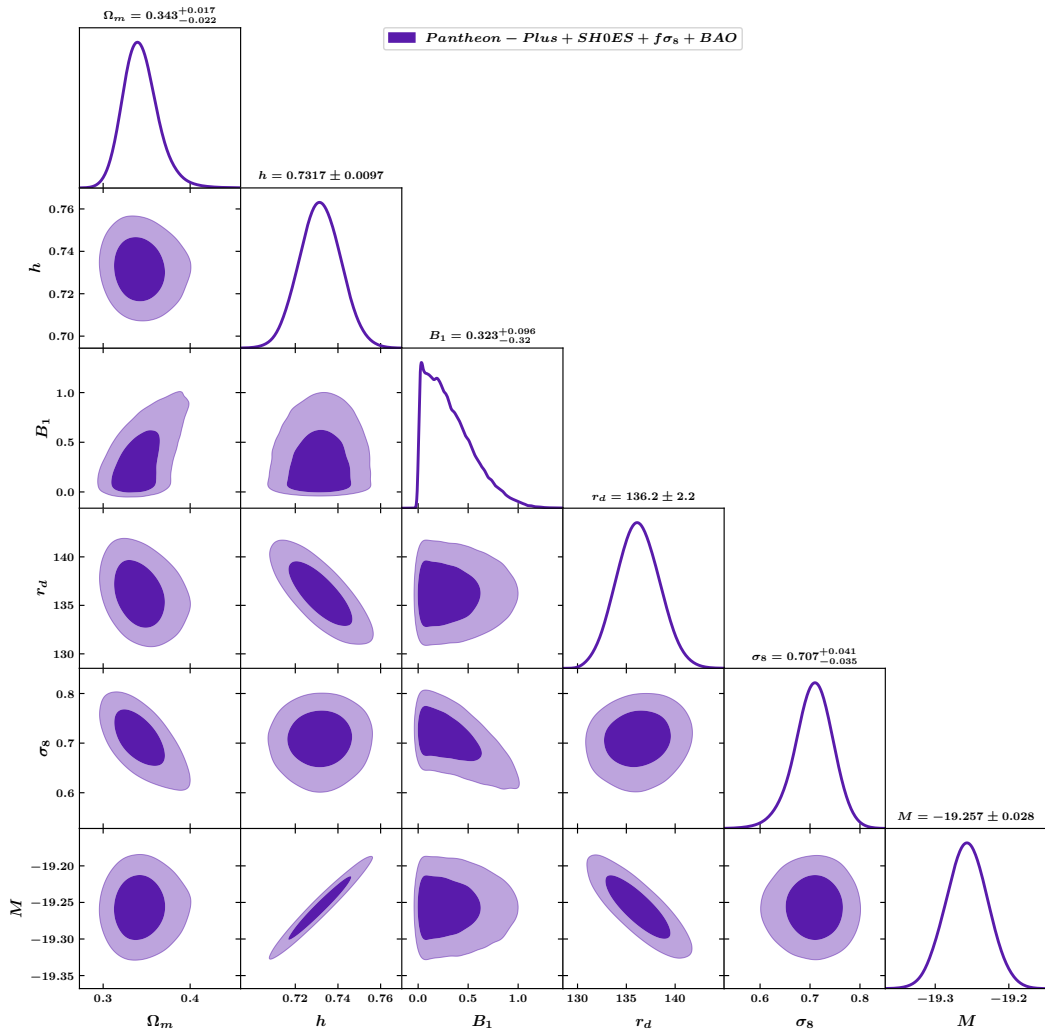 Ω_m = 0.343^{+0.017}_{-0.022}
Pantheon − Plus + SH0ES + fσ₈ + BAO
h = 0.7317 ± 0.0097
0.76
0.74
0.72
0.70
h
B₁ = 0.323^{+0.096}_{-0.32}
1.0
0.5
0.0
B₁
r_d = 136.2 ± 2.2
140
135
130
r_d
σ₈ = 0.707^{+0.041}_{-0.035}
0.8
0.7
0.6
σ₈
M = −19.257 ± 0.028
−19.20
−19.25
−19.30
−19.35
M
0.3 0.4 0.72 0.74 0.76 0.0 0.5 1.0 130 135 140 0.6 0.7 0.8 −19.3 −19.2
Ω_m h B₁ r_d σ₈ M